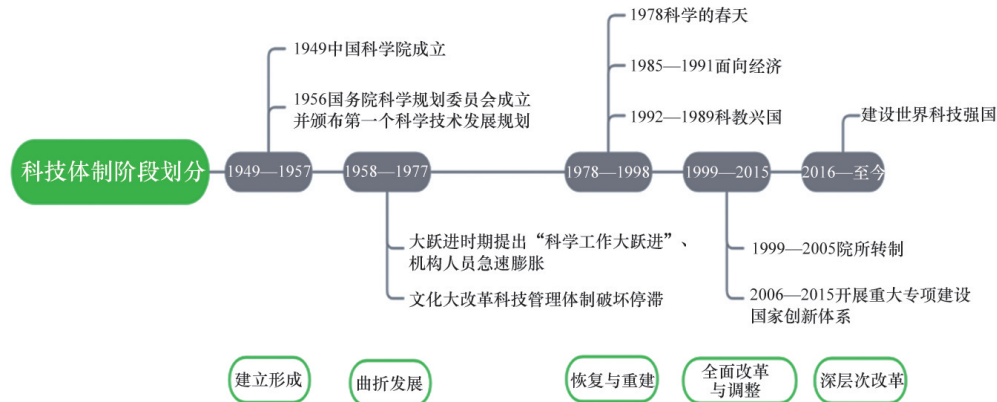 1978科学的春天
1949中国科学院成立
1985—1991面向经济
1956国务院科学规划委员会成立
并颁布第一个科学技术发展规划
1992—1989科教兴国
建设世界科技强国
科技体制阶段划分
1949—1957
1958—1977
1978—1998
1999—2015
2016—至今
大跃进时期提出“科学工作大跃进”、
机构人员急速膨胀
1999—2005院所转制
文化大改革科技管理体制破坏停滞
2006—2015开展重大专项建设
国家创新体系
建立形成
曲折发展
恢复与重建
全面改革
与调整
深层次改革